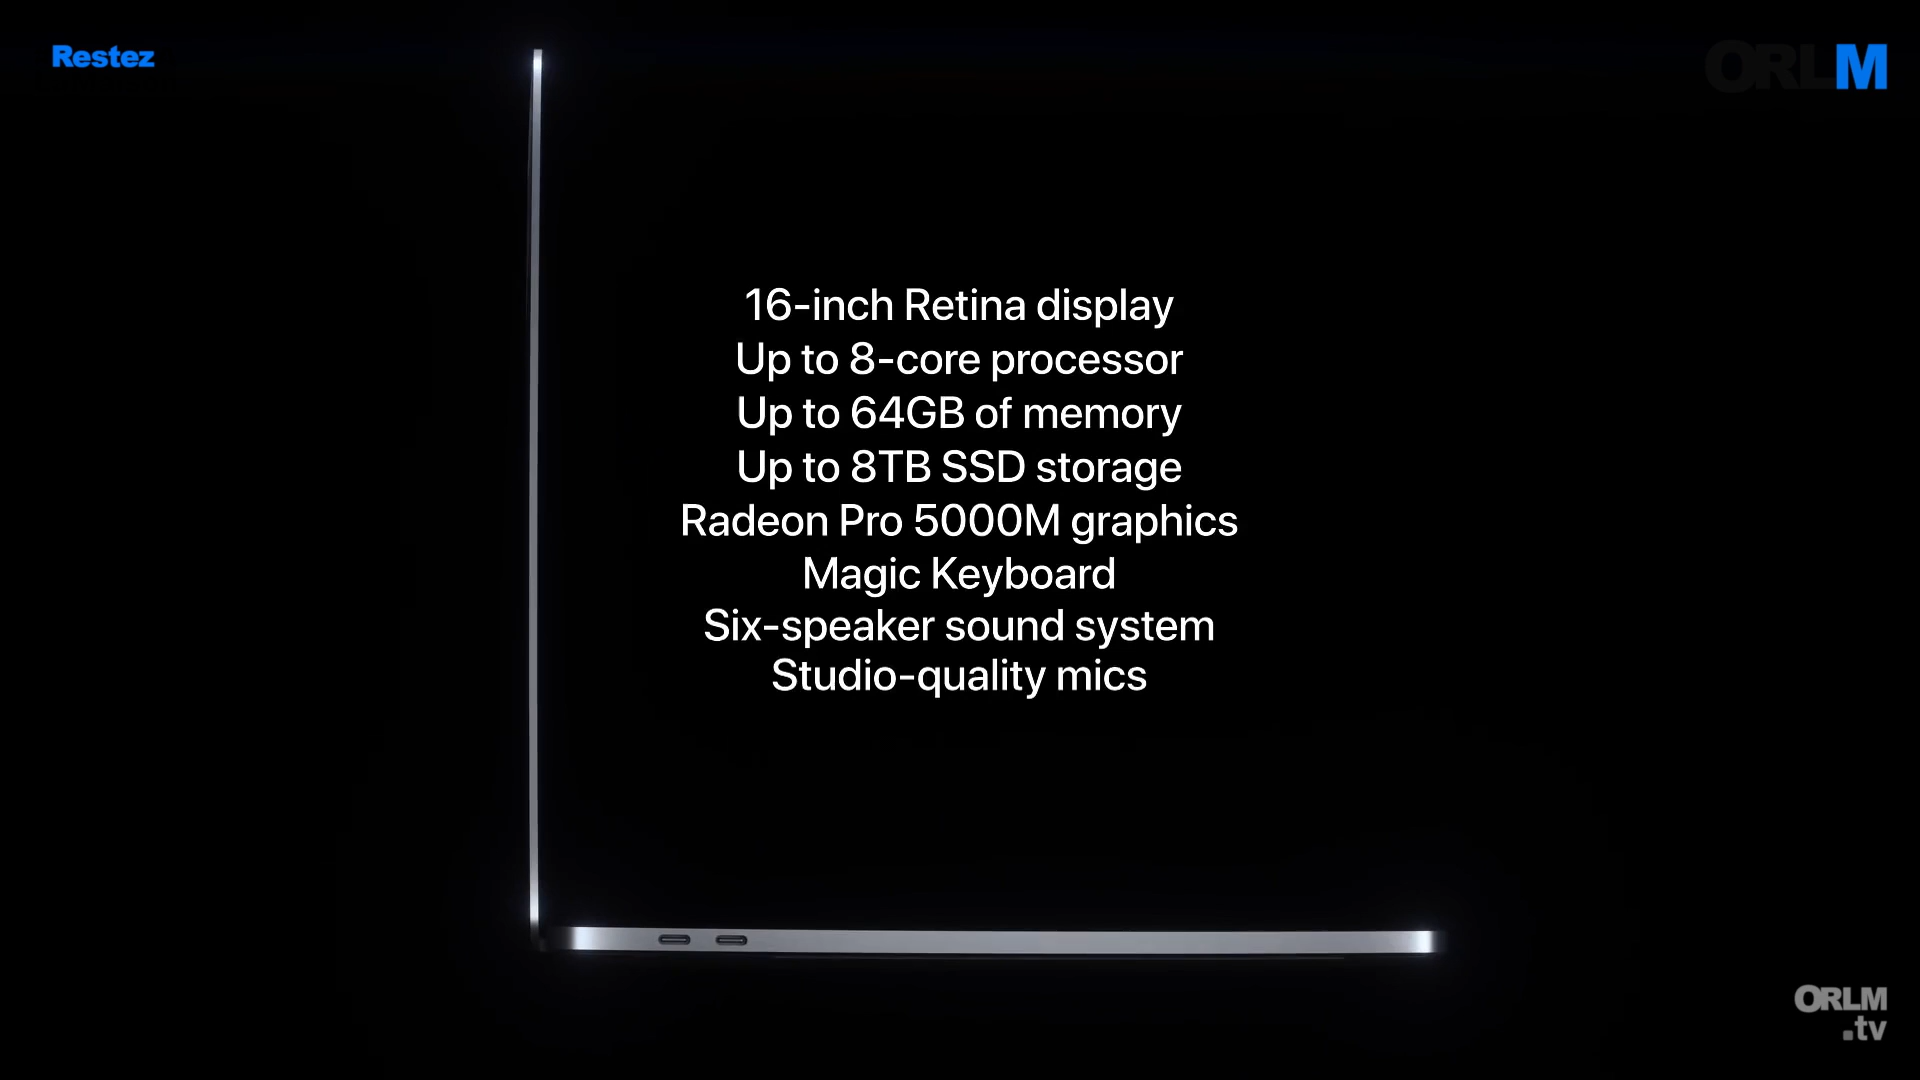 Restez
ORLM
16-inch Retina display
Up to 8-core processor
Up to 64GB of memory
Up to 8TB SSD storage
Radeon Pro 5000M graphics
Magic Keyboard
Six-speaker sound system
Studio-quality mics
ORLM
.tv